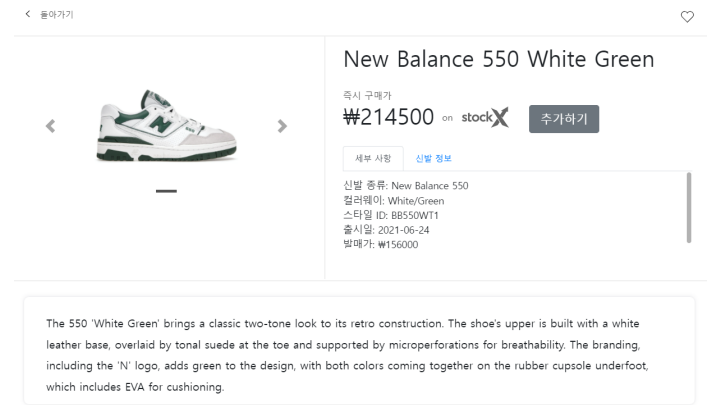 돌아가기
New Balance 550 White Green
즉시 구매가
₩214500 on stockX 추가하기
세부 사항 신발 정보
신발 종류: New Balance 550
컬러웨이: White/Green
스타일 ID: BB550WT1
출시일: 2021-06-24
발매가: ₩156000
The 550 'White Green' brings a classic two-tone look to its retro construction. The shoe's upper is built with a white
leather base, overlaid by tonal suede at the toe and supported by microperforations for breathability. The branding,
including the 'N' logo, adds green to the design, with both colors coming together on the rubber cupsole underfoot,
which includes EVA for cushioning.